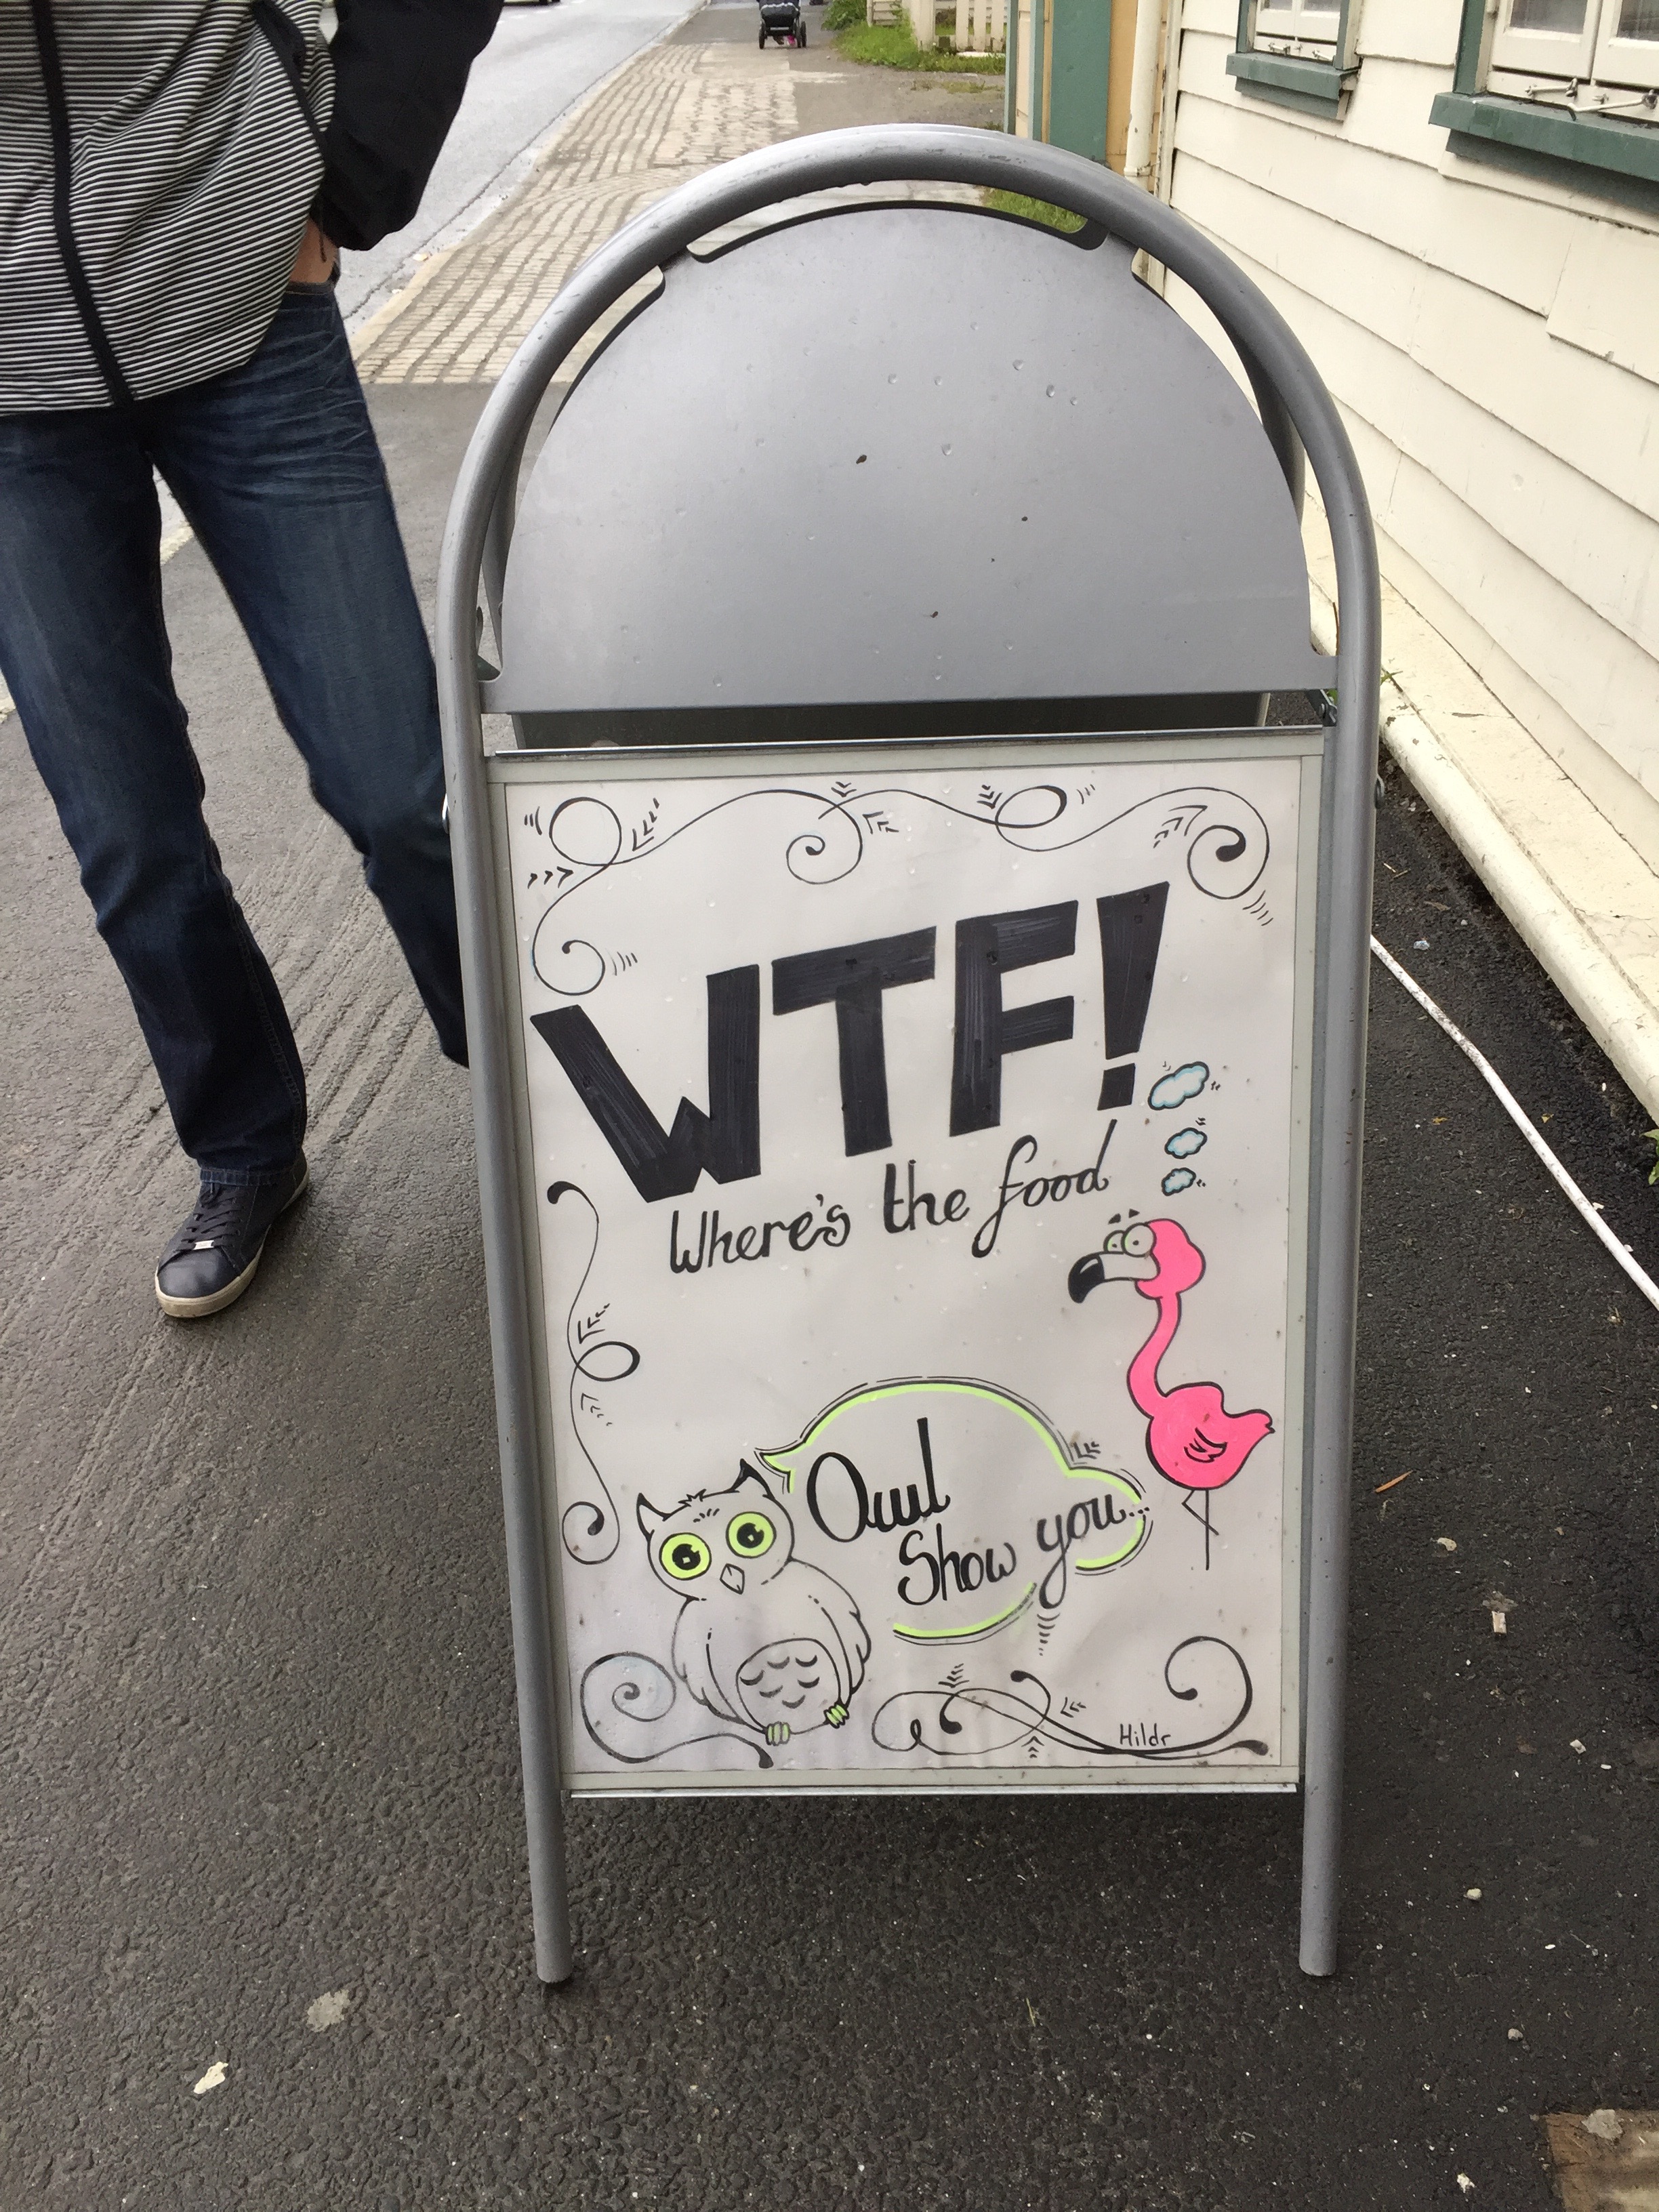 WTF!
Where's the food
Owl
Show you...
Hildr